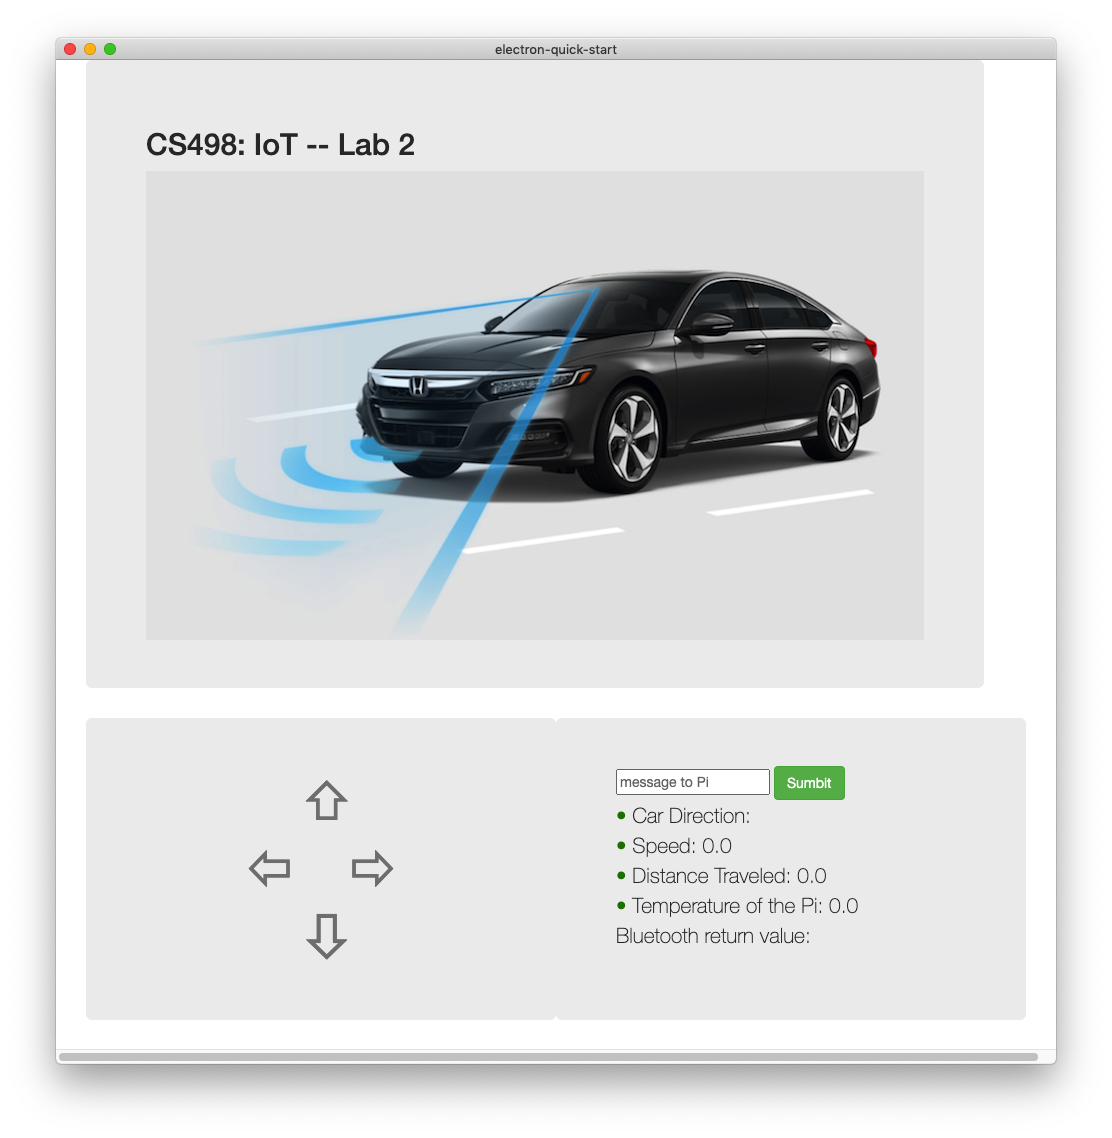 electron-quick-start
CS498: IoT -- Lab 2
message to Pi
Sumbit
• Car Direction:
• Speed: 0.0
• Distance Traveled: 0.0
• Temperature of the Pi: 0.0
Bluetooth return value: